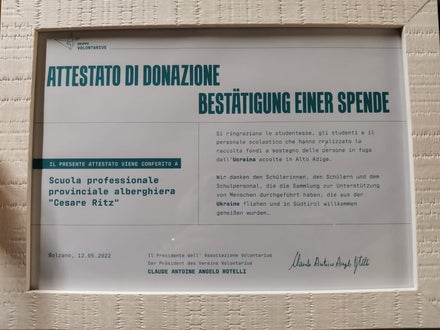 GRUPPO
VOLONTARIUS
ATTESTATO DI DONAZIONE
BESTÄTIGUNG EINER SPENDE
IL PRESENTE ATTESTATO VIENE CONFERITO A
Scuola professionale
provinciale alberghiera
"Cesare Ritz"
Si ringraziano le studentesse, gli studenti e il
personale scolastico che hanno realizzato la
raccolta fondi a sostegno delle persone in fuga
dall'Ucraina accolte in Alto Adige.
Wir danken den Schülerinnen, den Schülern und dem
Schulpersonal, die die Sammlung zur Unterstützung
von Menschen durchgeführt haben, die aus der
Ukraine fliehen und in Südtirol willkommen
geheißen wurden.
Bolzano, 12.05.2022
Il Presidente dell' Associazione Volontarius
Der Präsident des Vereins Volontarius
CLAUDE ANTOINE ANGELO ROTELLI
Claude Antoine Angelo Rotelli